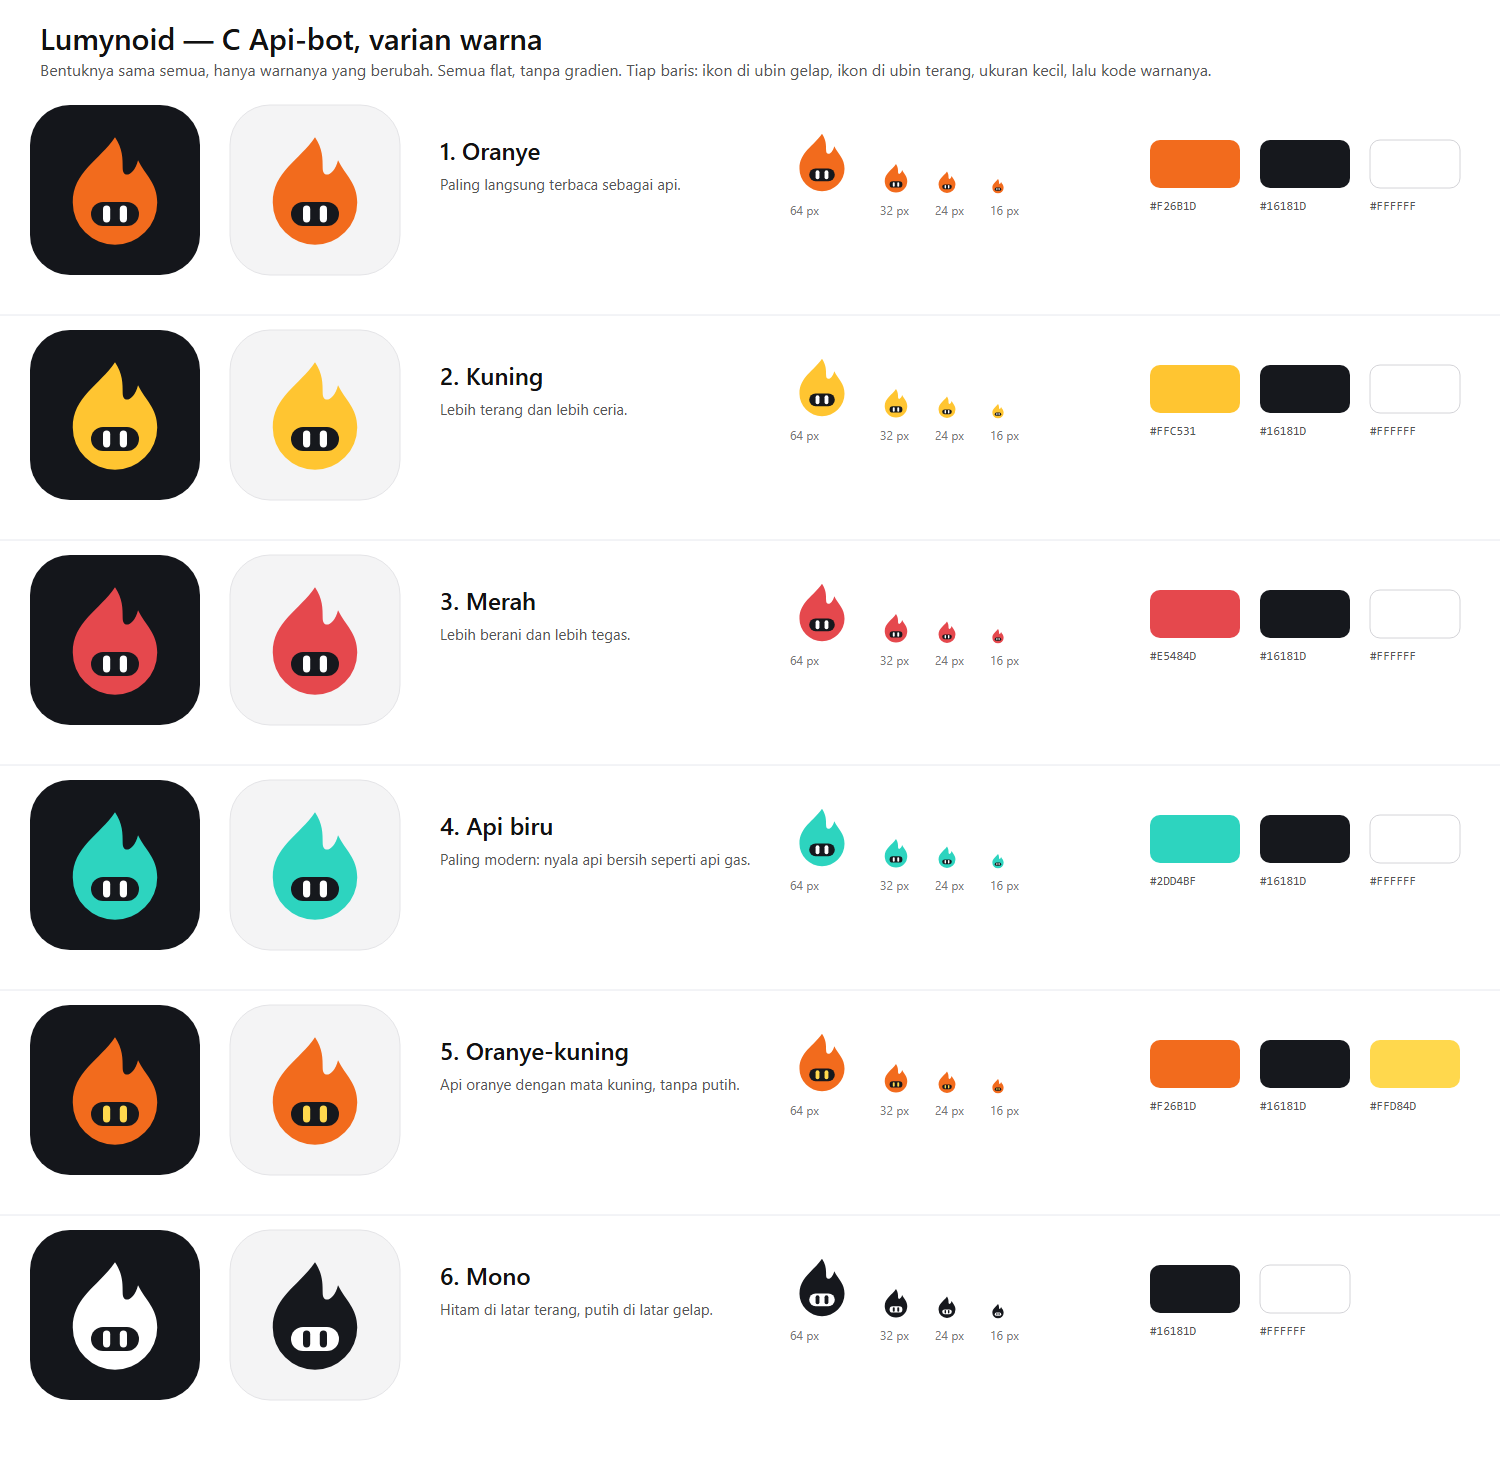 Lumynoid — C Api-bot, varian warna
Bentuknya sama semua, hanya warnanya yang berubah. Semua flat, tanpa gradien. Tiap baris: ikon di ubin gelap, ikon di ubin terang, ukuran kecil, lalu kode warnanya.
1. Oranye
Paling langsung terbaca sebagai api.
64 px 32 px 24 px 16 px
#F26B1D #16181D #FFFFFF
2. Kuning
Lebih terang dan lebih ceria.
64 px 32 px 24 px 16 px
#FFC531 #16181D #FFFFFF
3. Merah
Lebih berani dan lebih tegas.
64 px 32 px 24 px 16 px
#E5484D #16181D #FFFFFF
4. Api biru
Paling modern: nyala api bersih seperti api gas.
64 px 32 px 24 px 16 px
#2DD4BF #16181D #FFFFFF
5. Oranye-kuning
Api oranye dengan mata kuning, tanpa putih.
64 px 32 px 24 px 16 px
#F26B1D #16181D #FFD84D
6. Mono
Hitam di latar terang, putih di latar gelap.
64 px 32 px 24 px 16 px
#16181D #FFFFFF